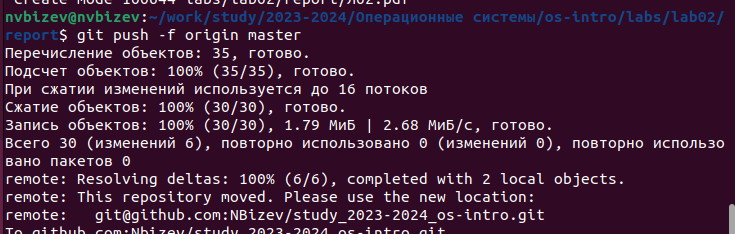 create mode 100644 labs/lab02/report/л02.pdf
nvbizev@nvbizev:~/work/study/2023-2024/Операционные системы/os-intro/labs/lab02/
report$ git push -f origin master
Перечисление объектов: 35, готово.
Подсчет объектов: 100% (35/35), готово.
При сжатии изменений используется до 16 потоков
Сжатие объектов: 100% (30/30), готово.
Запись объектов: 100% (30/30), 1.79 МиБ | 2.68 МиБ/с, готово.
Всего 30 (изменений 6), повторно использовано 0 (изменений 0), повторно использо
вано пакетов 0
remote: Resolving deltas: 100% (6/6), completed with 2 local objects.
remote: This repository moved. Please use the new location:
remote:   git@github.com:NBizev/study_2023-2024_os-intro.git
To github.com:Nbizev/study_2023-2024_os-intro.git